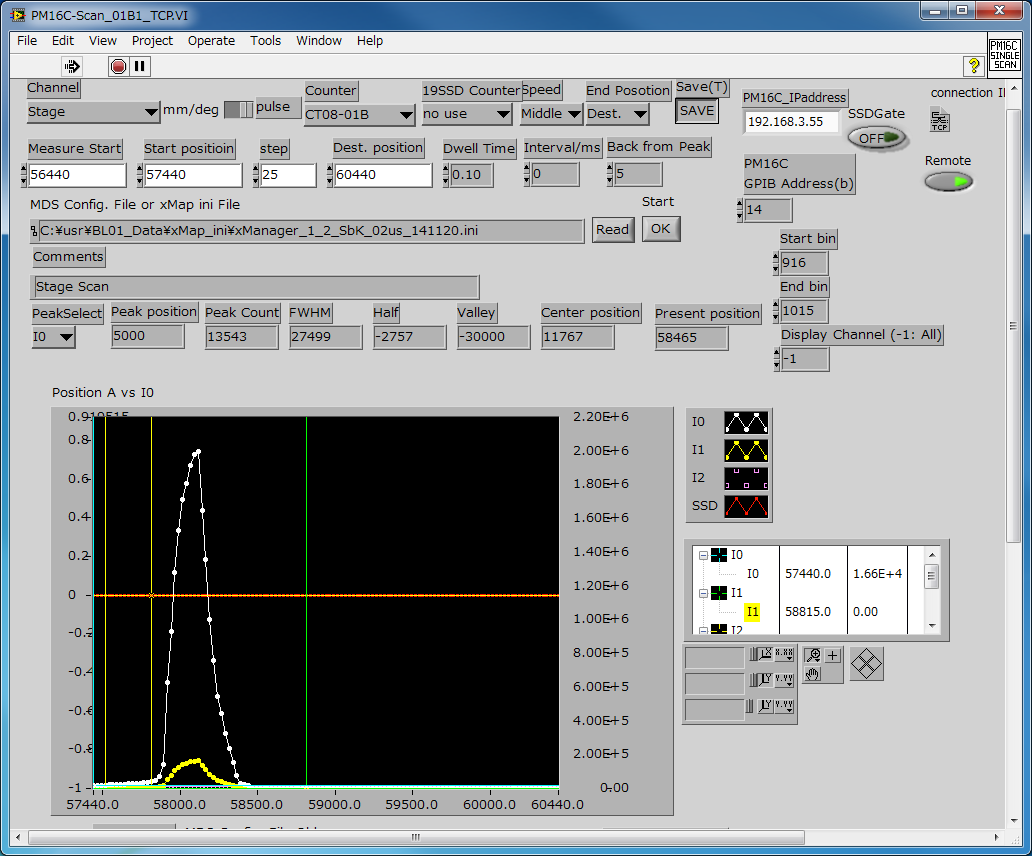 PM16C-Scan_01B1_TCP.VI
File Edit View Project Operate Tools Window Help
PM16C
SINGLE
SCAN
Channel
Stage
mm/deg
pulse
Counter
CT08-01B
19SSD Counter
no use
Speed
Middle
End Posotion
Dest.
Save(T)
SAVE
PM16C_IPaddress
192.168.3.55
SSDGate
OFF
connection I
TCP
Measure Start
56440
Start positioin
57440
step
25
Dest. position
60440
Dwell Time
0.10
Interval/ms
0
Back from Peak
5
PM16C
GPIB Address(b)
14
Remote
MDS Config. File or xMap ini File
C:¥usr¥BL01_Data¥xMap_ini¥xManager_1_2_SbK_02us_141120.ini
Read
Start
OK
Start bin
916
End bin
1015
Display Channel (-1: All)
-1
Comments
Stage Scan
PeakSelect
I0
Peak position
5000
Peak Count
13543
FWHM
27499
Half
-2757
Valley
-30000
Center position
11767
Present position
58465
Position A vs I0
0.910515
0.8
0.6
0.4
0.2
0
-0.2
-0.4
-0.6
-0.8
-1
2.20E+6
2.00E+6
1.80E+6
1.60E+6
1.40E+6
1.20E+6
1.00E+6
8.00E+5
6.00E+5
4.00E+5
2.00E+5
0.00
57440.0 58000.0 58500.0 59000.0 59500.0 60000.0 60440.0
I0
I1
I2
SSD
I0
I0 57440.0 1.66E+4
I1
I1 58815.0 0.00
I2